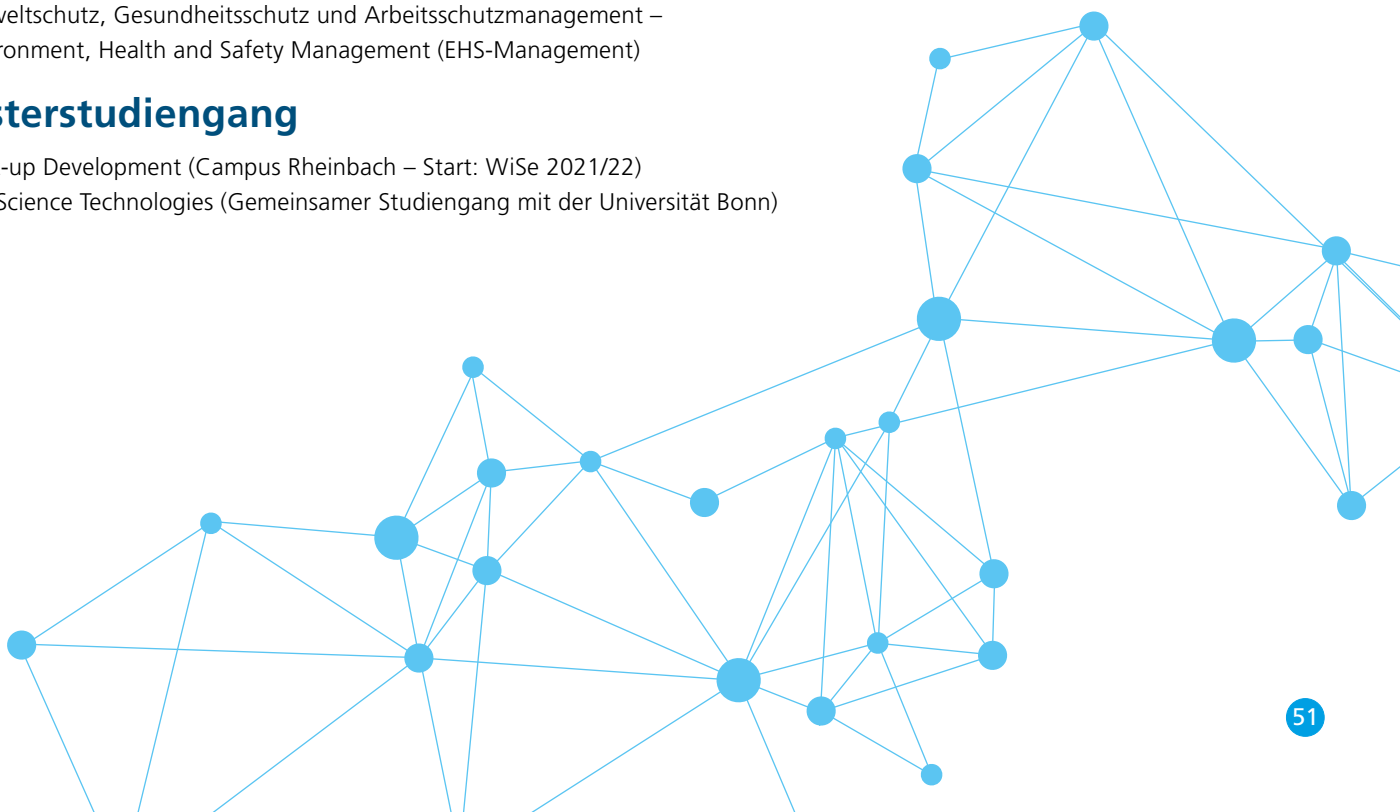 veltschutz, Gesundheitsschutz und Arbeitsschutzmanagement –
ronment, Health and Safety Management (EHS-Management)
sterstudiengang
-up Development (Campus Rheinbach – Start: WiSe 2021/22)
Science Technologies (Gemeinsamer Studiengang mit der Universität Bonn)
51